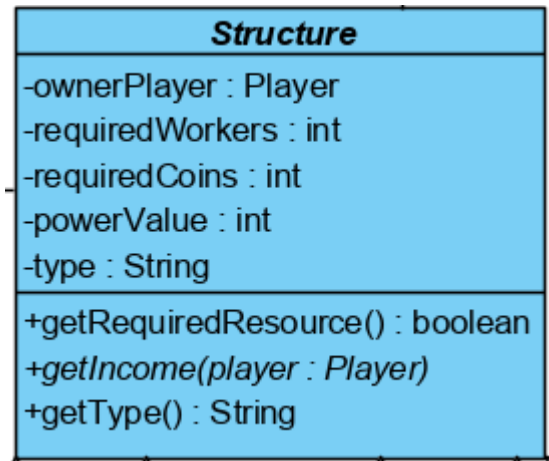 Structure
-ownerPlayer : Player
-requiredWorkers : int
-requiredCoins : int
-powerValue : int
-type : String
+getRequiredResource() : boolean
+getIncome(player : Player)
+getType() : String